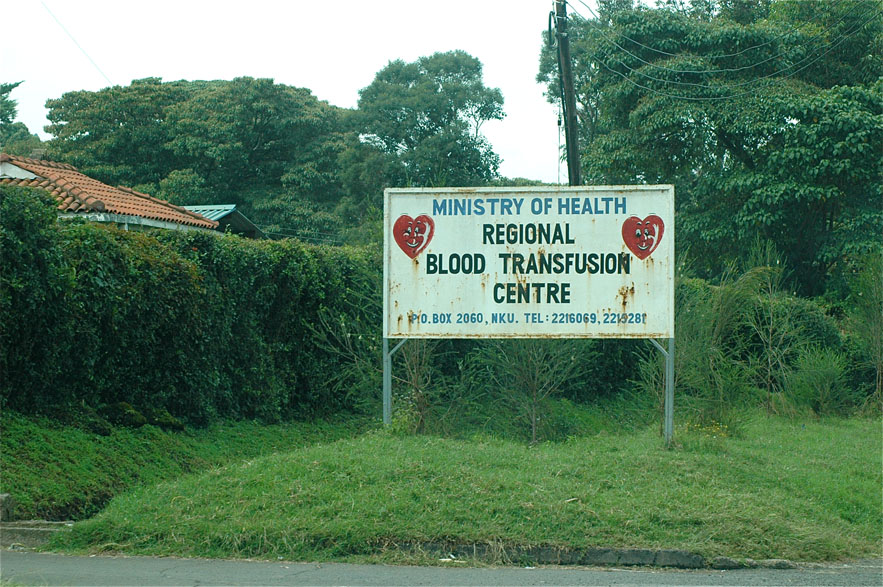 MINISTRY OF HEALTH
REGIONAL
BLOOD TRANSFUSION
CENTRE
P.O. BOX 2060, NKU. TEL: 2216069, 2219281